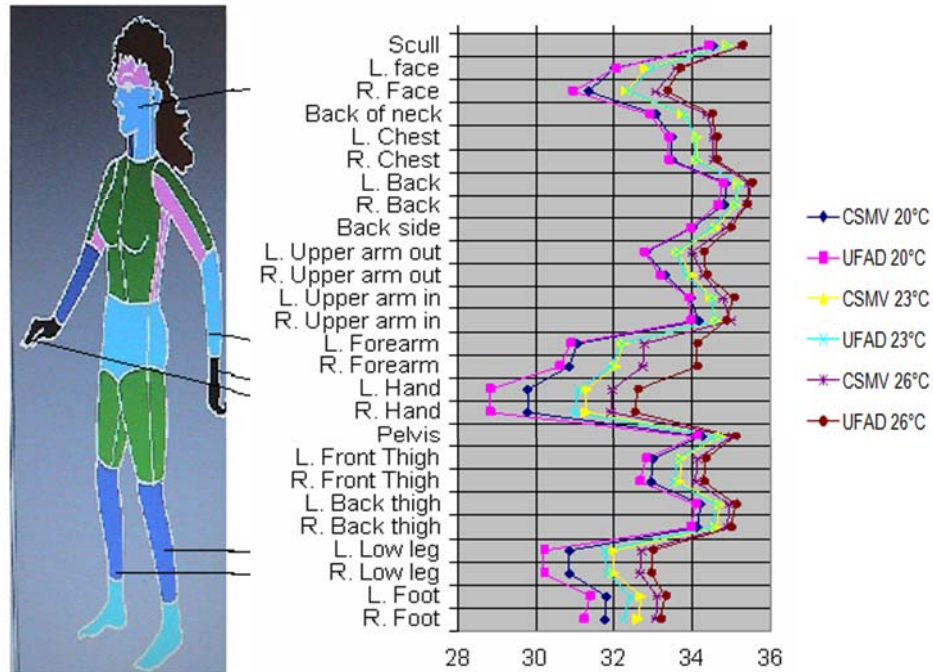 Scull
L. face
R. Face
Back of neck
L. Chest
R. Chest
L. Back
R. Back
Back side
L. Upper arm out
R. Upper arm out
L. Upper arm in
R. Upper arm in
L. Forearm
R. Forearm
L. Hand
R. Hand
Pelvis
L. Front Thigh
R. Front Thigh
L. Back thigh
R. Back thigh
L. Low leg
R. Low leg
L. Foot
R. Foot
28 30 32 34 36
CSMV 20°C
UFAD 20°C
CSMV 23°C
UFAD 23°C
CSMV 26°C
UFAD 26°C